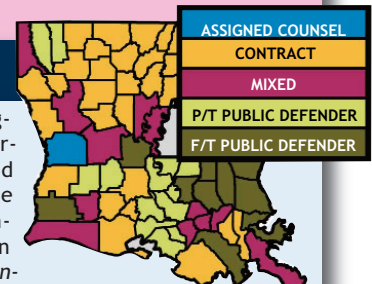 ASSIGNED COUNSEL
CONTRACT
MIXED
P/T PUBLIC DEFENDER
F/T PUBLIC DEFENDER
g-
r-
d
e
n-